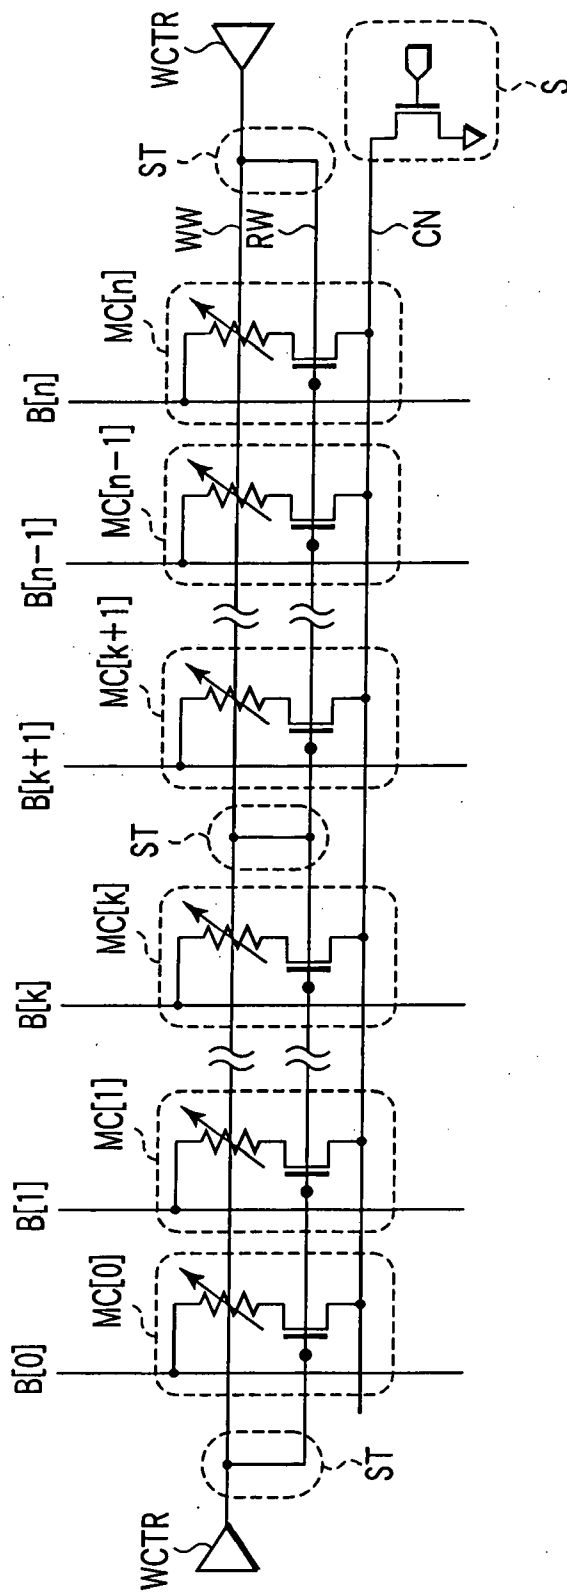 WCTR
ST
B[0]
MC[0]
B[1]
MC[1]
B[k]
MC[k]
ST
B[k+1]
MC[k+1]
B[n-1]
MC[n-1]
B[n]
MC[n]
WW
RW
CN
ST
WCTR
S